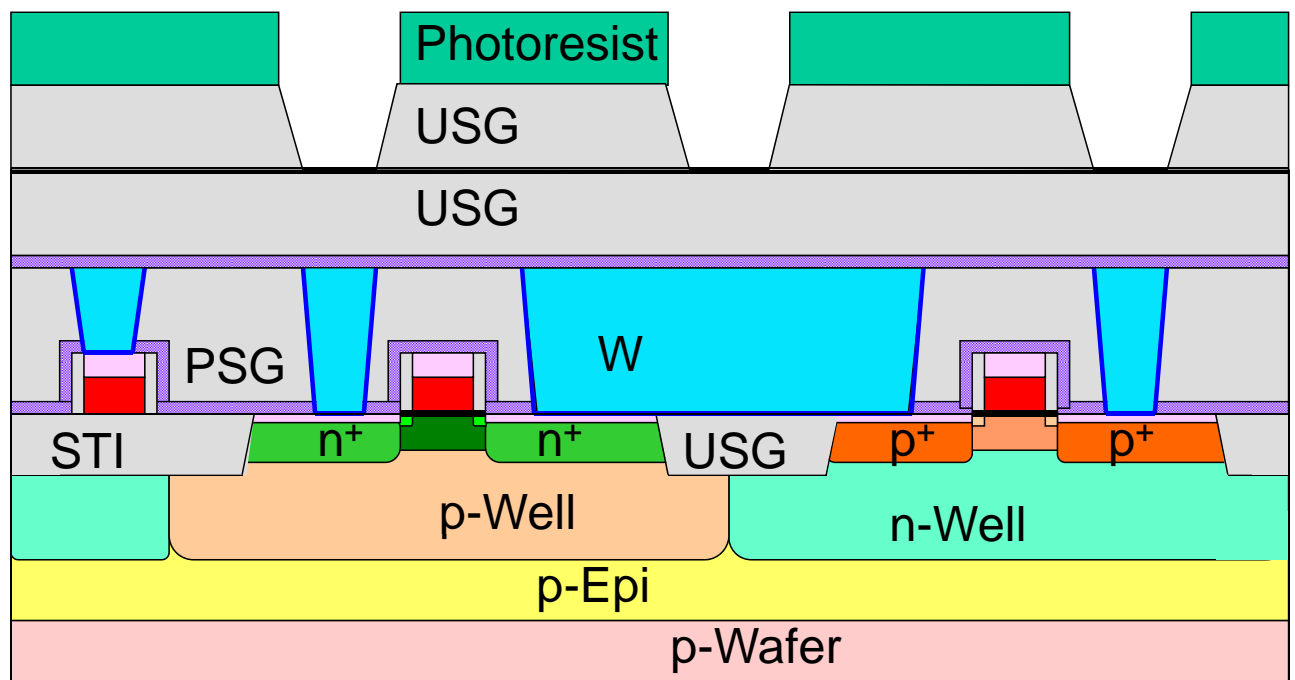 Photoresist
USG
USG
W
PSG
STI
n+
n+
USG
p+
p+
p-Well
n-Well
p-Epi
p-Wafer